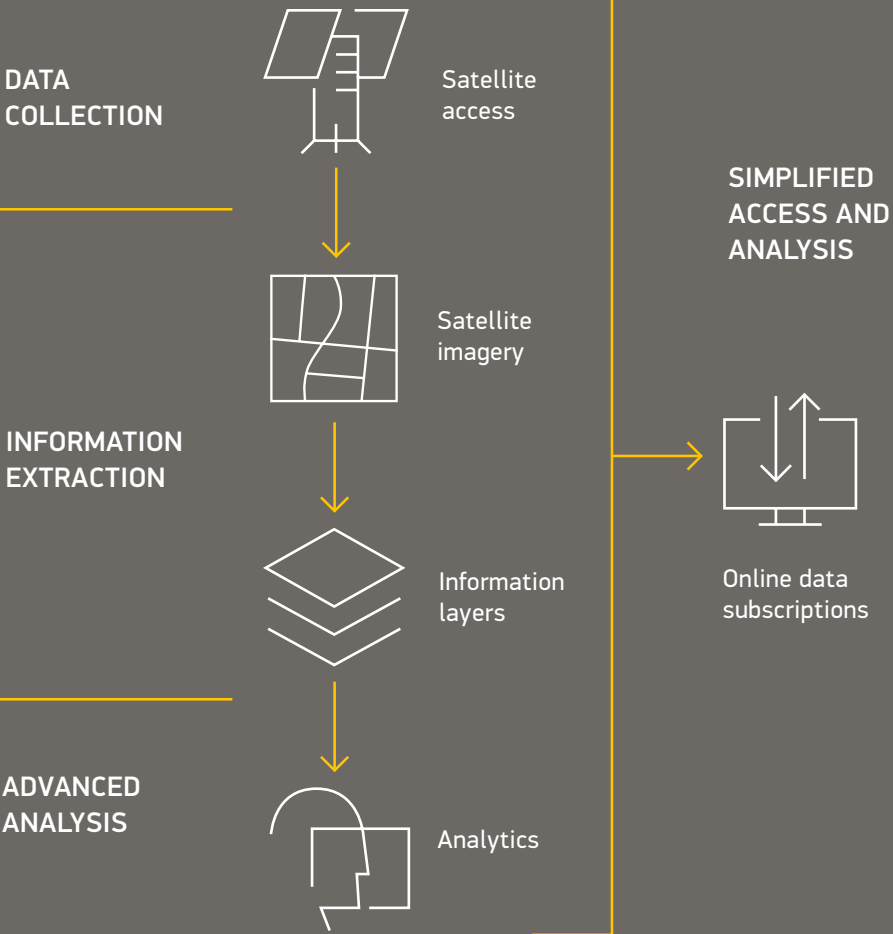 DATA
COLLECTION
Satellite
access
Satellite
imagery
INFORMATION
EXTRACTION
Information
layers
ADVANCED
ANALYSIS
Analytics
SIMPLIFIED
ACCESS AND
ANALYSIS
Online data
subscriptions